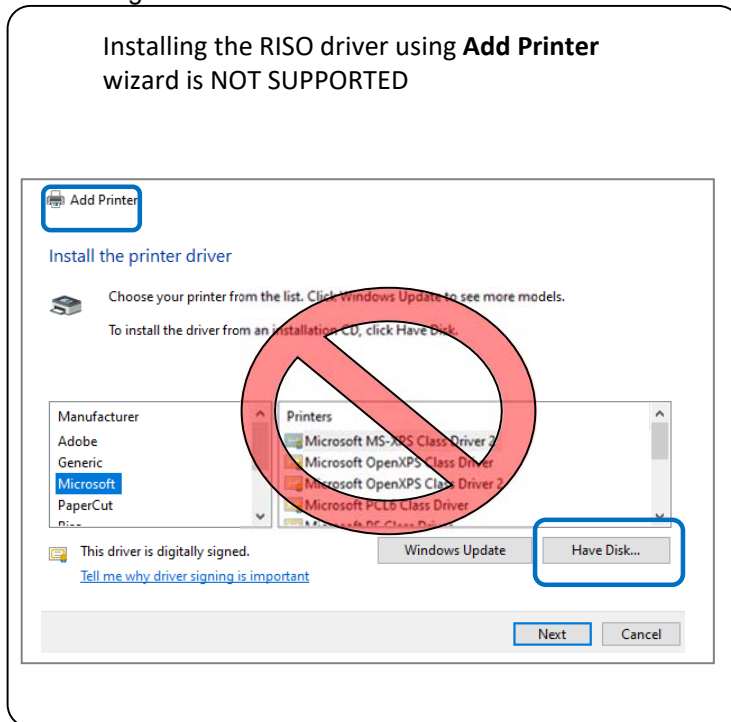 Installing the RISO driver using Add Printer
wizard is NOT SUPPORTED
Add Printer
Install the printer driver
Choose your printer from the list. Click Windows Update to see more models.
To install the driver from an installation CD, click Have Disk.
Manufacturer
Adobe
Generic
Microsoft
PaperCut
Printers
Microsoft MS-XPS Class Driver 2
Microsoft OpenXPS Class Driver
Microsoft OpenXPS Class Driver 2
Microsoft PCL6 Class Driver
Microsoft PS Class Driver
This driver is digitally signed.
Tell me why driver signing is important
Windows Update
Have Disk...
Next
Cancel